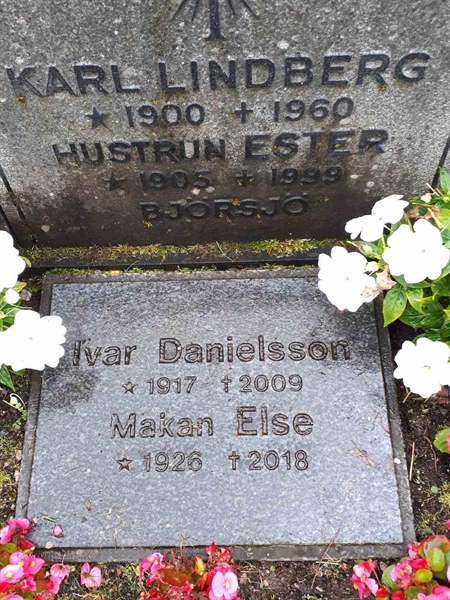 KARL LINDBERG
★ 1900 ✝ 1960
HUSTRUN ESTER
★ 1905 ✝ 1999
BJÖRSJÖ
Ivar Danielsson
☆ 1917 ✝ 2009
Makan Else
☆ 1926 ✝ 2018